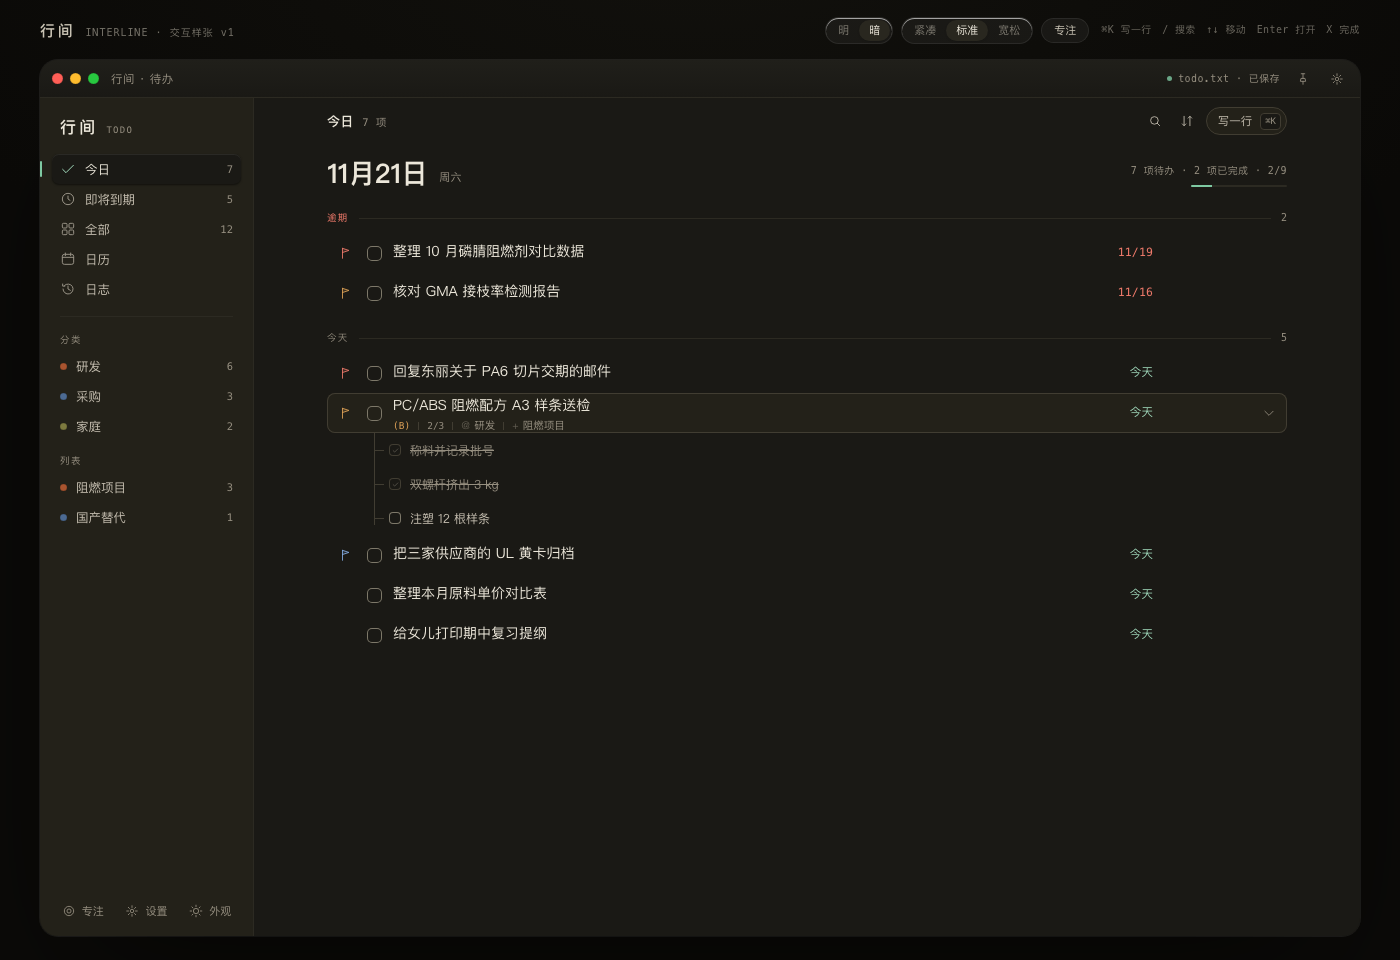 行间 INTERLINE · 交互样张 v1
明 暗 紧凑 标准 宽松 专注 ⌘K 写一行 / 搜索 ↑↓ 移动 Enter 打开 X 完成
行间 · 待办 todo.txt · 已保存
行间 TODO
今日 7
即将到期 5
全部 12
日历
日志
分类
研发 6
采购 3
家庭 2
列表
阻燃项目 3
国产替代 1
专注 设置 外观
今日 7 项 写一行 ⌘K
11月21日 周六 7 项待办 · 2 项已完成 · 2/9
逾期 2
整理 10 月磷腈阻燃剂对比数据 11/19
核对 GMA 接枝率检测报告 11/16
今天 5
回复东丽关于 PA6 切片交期的邮件 今天
PC/ABS 阻燃配方 A3 样条送检 今天
(B) | 2/3 | @ 研发 | + 阻燃项目
称料并记录批号
双螺杆挤出 3 kg
注塑 12 根样条
把三家供应商的 UL 黄卡归档 今天
整理本月原料单价对比表 今天
给女儿打印期中复习提纲 今天